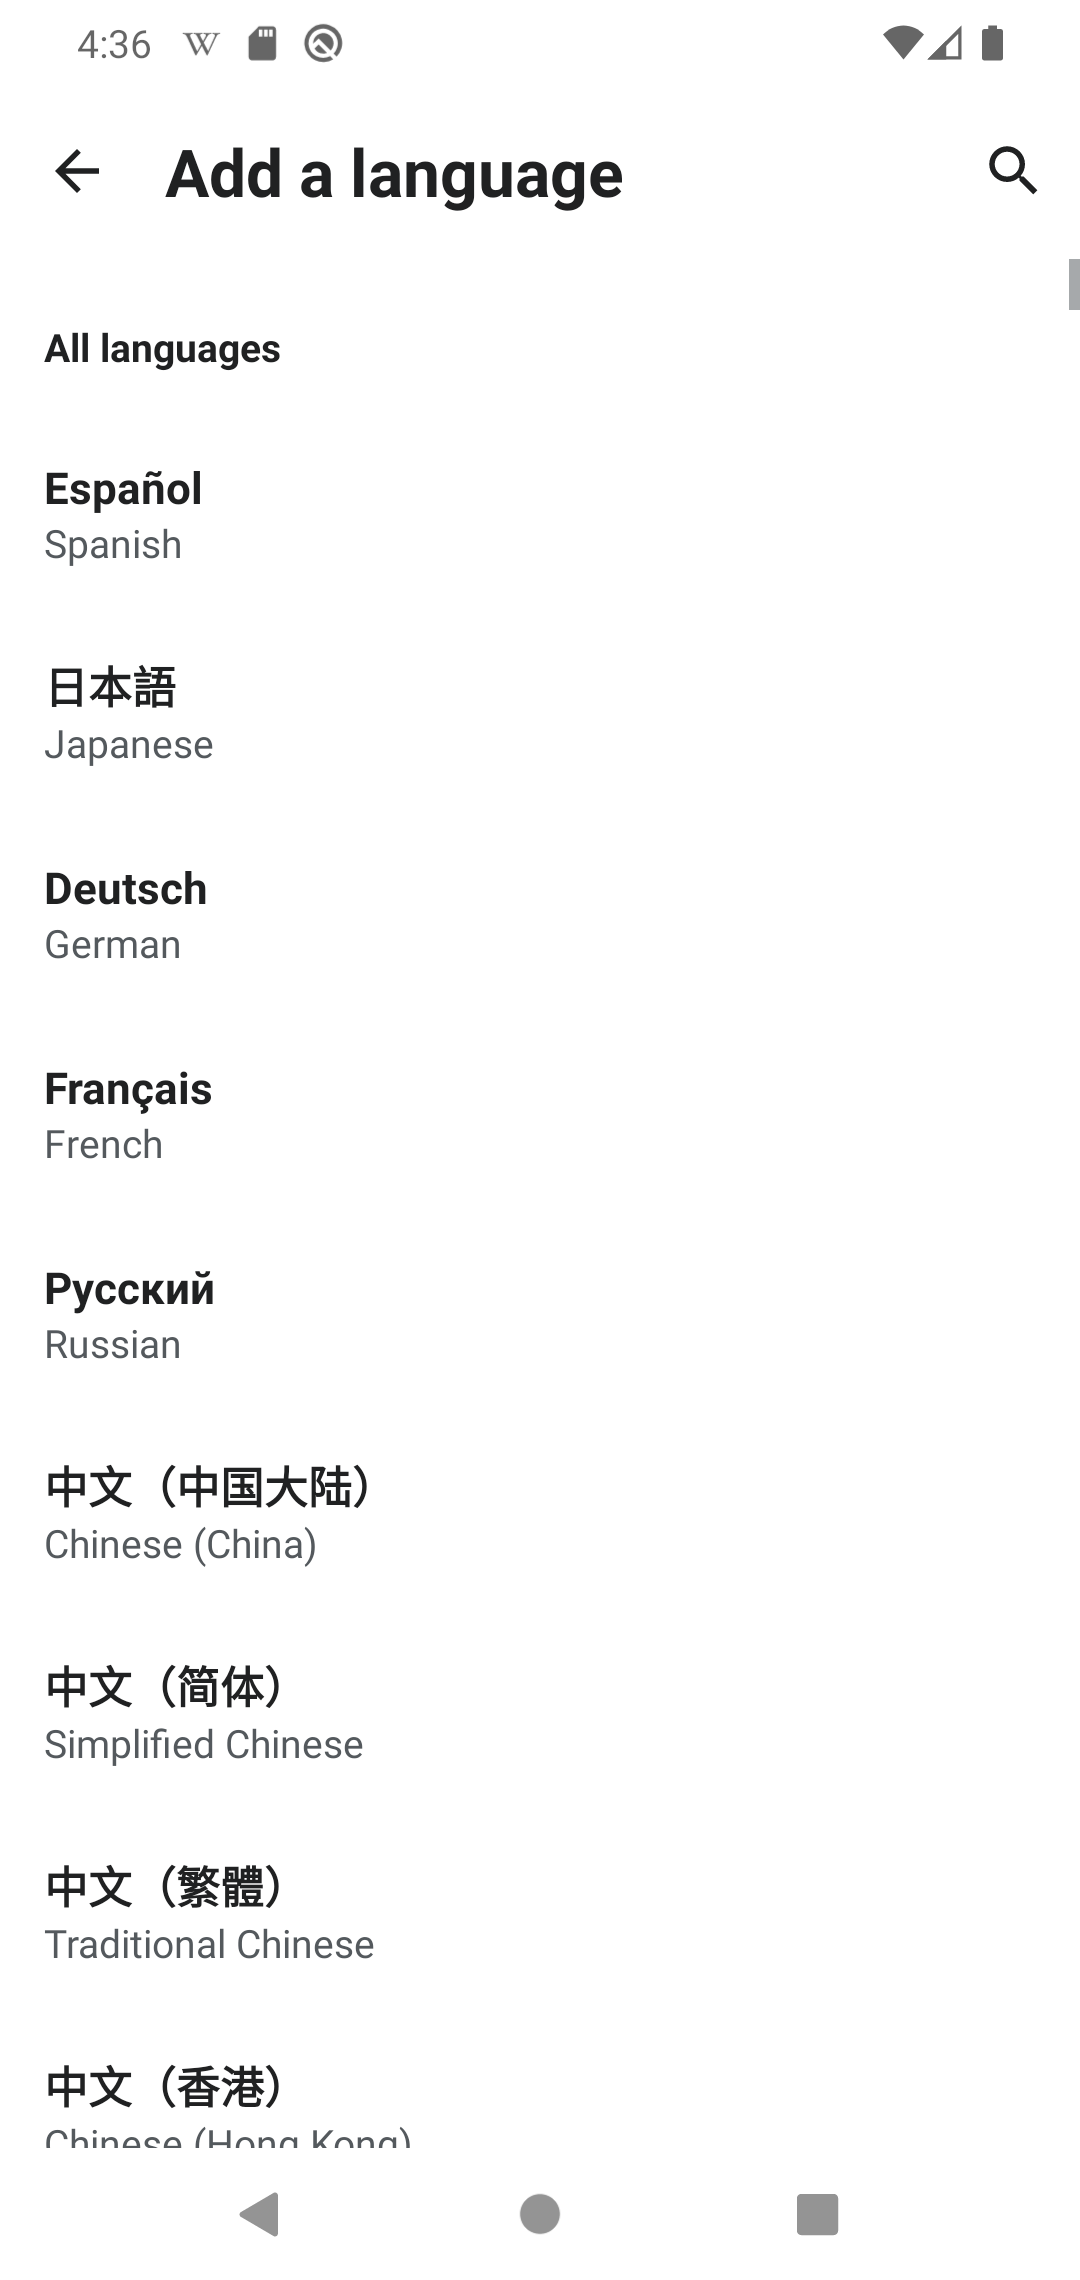 4:36
Add a language
All languages
Español
Spanish
日本語
Japanese
Deutsch
German
Français
French
Русский
Russian
中文（中国大陆）
Chinese (China)
中文（简体）
Simplified Chinese
中文（繁體）
Traditional Chinese
中文（香港）
Chinese (Hong Kong)